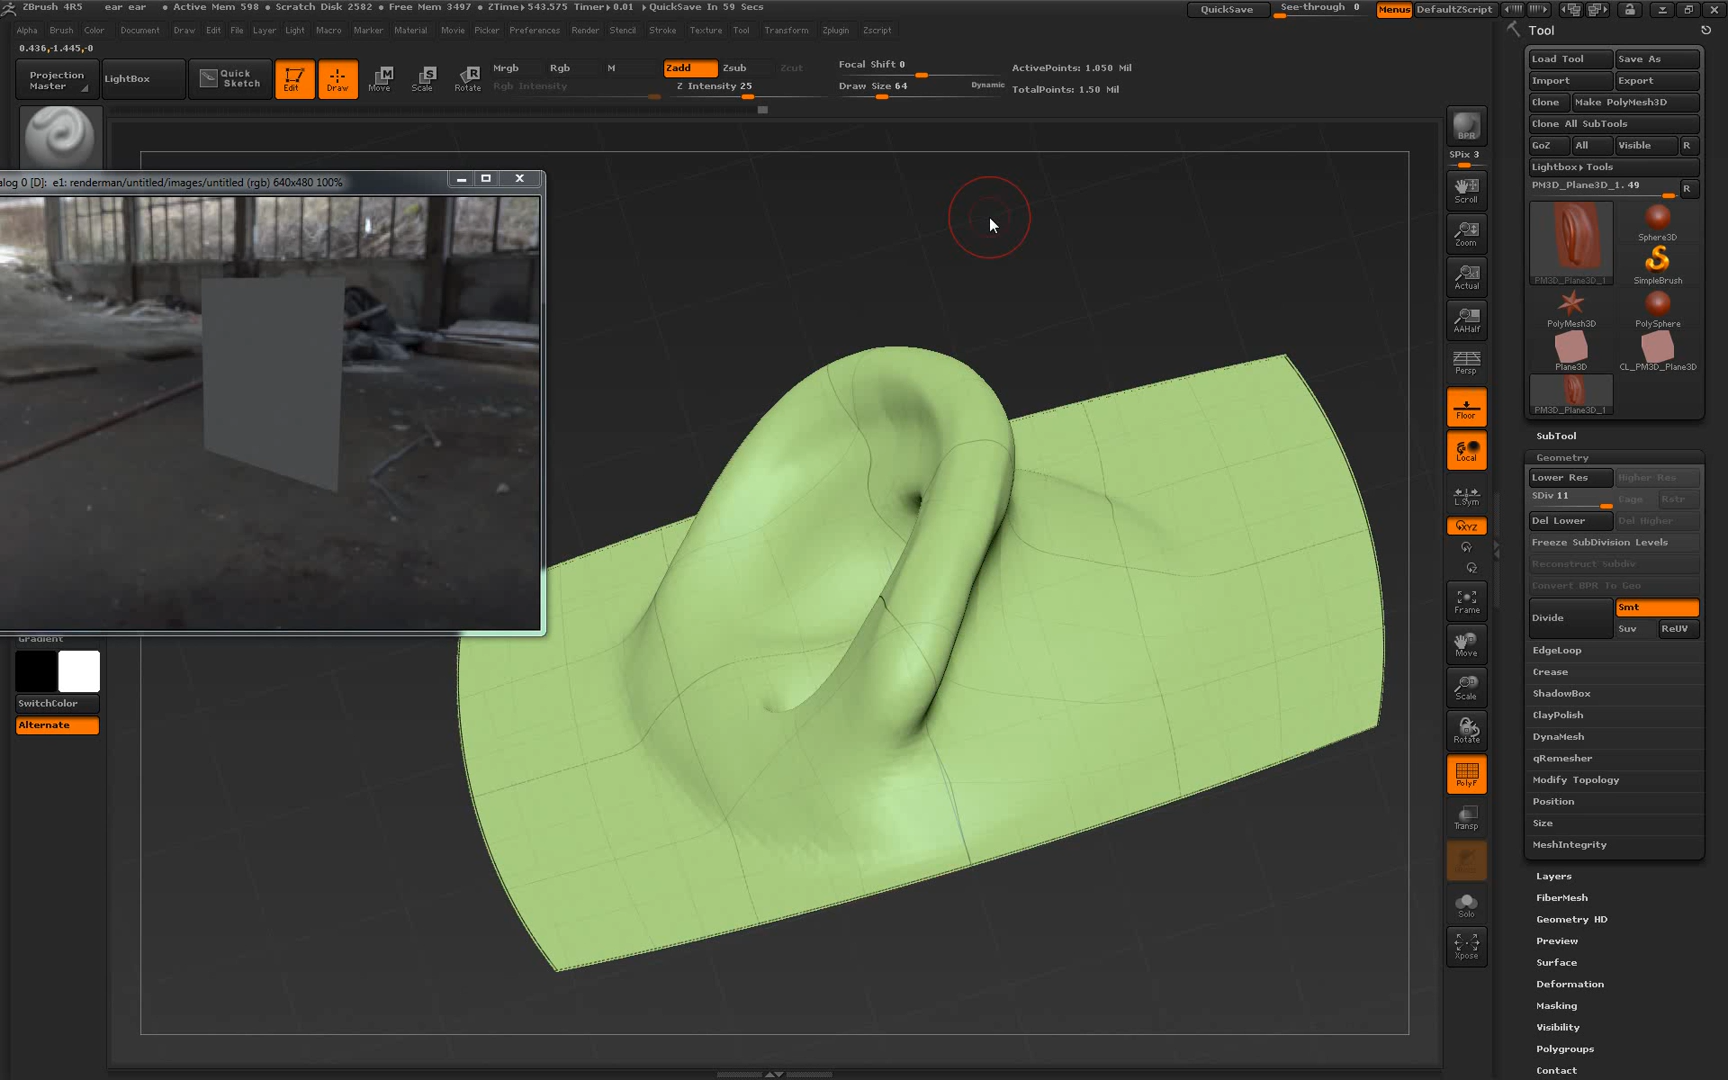 ZBrush 4R5 ear ear • Active Mem 598 • Scratch Disk 2582 • Free Mem 3497 • ZTime▸543.575 Timer▸0.01 ▸QuickSave In 59 Secs
QuickSave See-through 0 Menus DefaultZScript
Alpha Brush Color Document Draw Edit File Layer Light Macro Marker Material Movie Picker Preferences Render Stencil Stroke Texture Tool Transform Zplugin Zscript
0.436,-1.445,-0
Projection Master
LightBox
Quick Sketch
Edit
Draw
Move
Scale
Rotate
Mrgb Rgb M
Rgb Intensity
Zadd Zsub Zcut
Z Intensity 25
Focal Shift 0
Draw Size 64 Dynamic
ActivePoints: 1.050 Mil
TotalPoints: 1.50 Mil
alog 0 [D]: e1: renderman/untitled/images/untitled (rgb) 640x480 100%
Gradient
SwitchColor
Alternate
BPR
SPix 3
Scroll
Zoom
Actual
AAHalf
Persp
Floor
Local
L.Sym
XYZ
Y
Z
Frame
Move
Scale
Rotate
PolyF
Transp
Solo
Xpose
Tool
Load Tool Save As
Import Export
Clone Make PolyMesh3D
Clone All SubTools
GoZ All Visible R
Lightbox▸Tools
PM3D_Plane3D_1. 49 R
PM3D_Plane3D_1
Sphere3D
SimpleBrush
PolyMesh3D
PolySphere
Plane3D
CL_PM3D_Plane3D
PM3D_Plane3D_1
SubTool
Geometry
Lower Res Higher Res
SDiv 11 Cage Rstr
Del Lower Del Higher
Freeze SubDivision Levels
Reconstruct Subdiv
Convert BPR To Geo
Divide Smt
Suv ReUV
EdgeLoop
Crease
ShadowBox
ClayPolish
DynaMesh
qRemesher
Modify Topology
Position
Size
MeshIntegrity
Layers
FiberMesh
Geometry HD
Preview
Surface
Deformation
Masking
Visibility
Polygroups
Contact